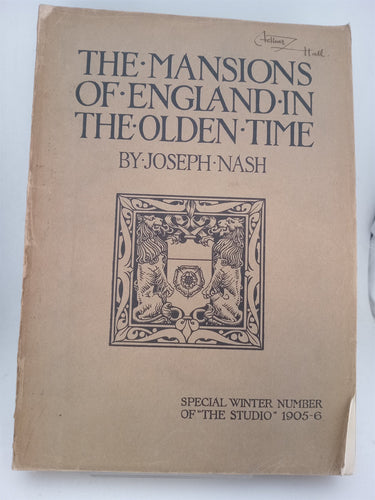 Hall.
THE·MANSIONS
OF·ENGLAND·IN
THE·OLDEN·TIME
BY·JOSEPH·NASH
SPECIAL WINTER NUMBER
OF "THE STUDIO" 1905-6